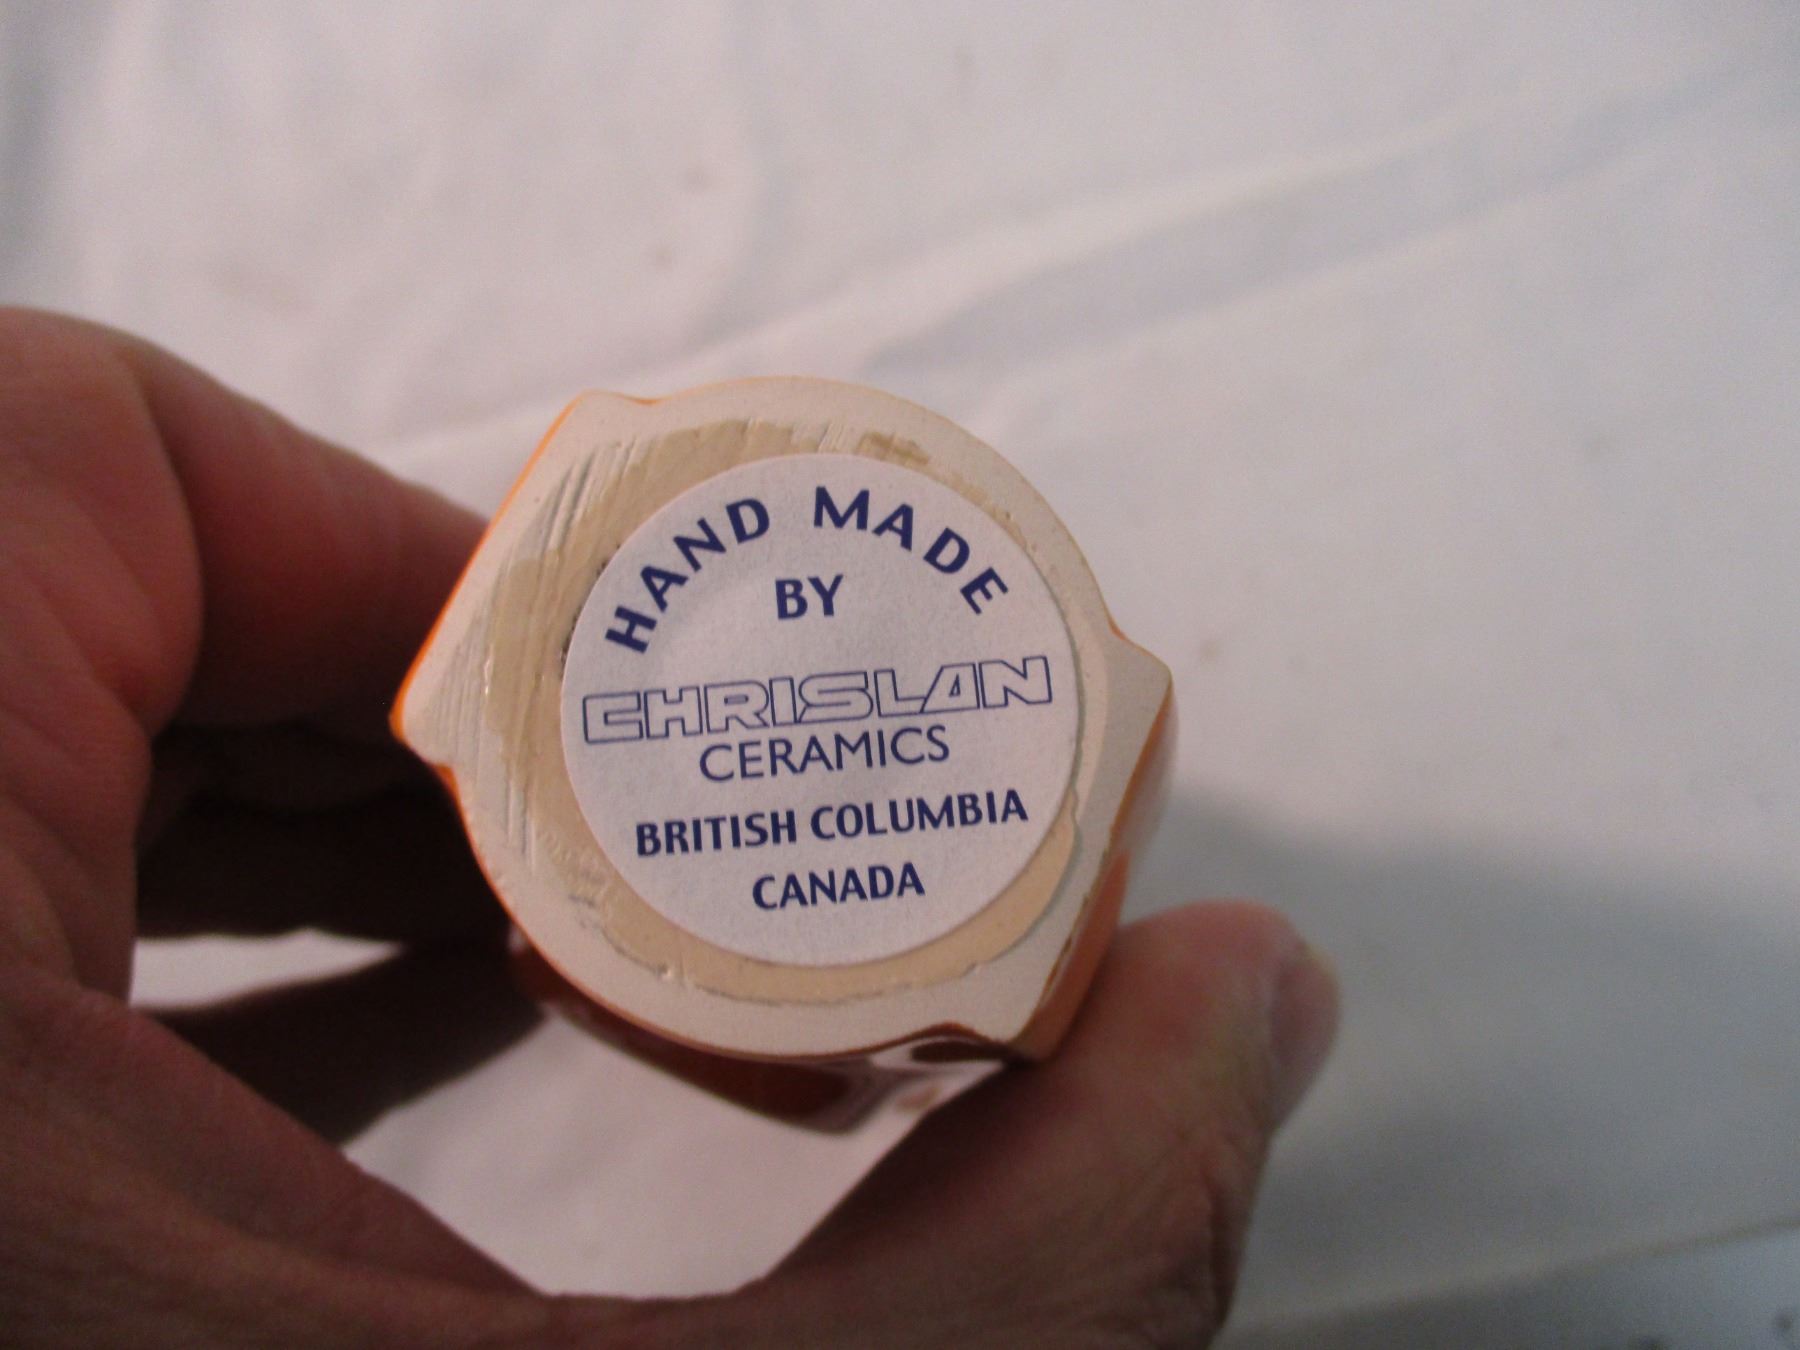 HAND MADE
BY
CHRISLAN
CERAMICS
BRITISH COLUMBIA
CANADA